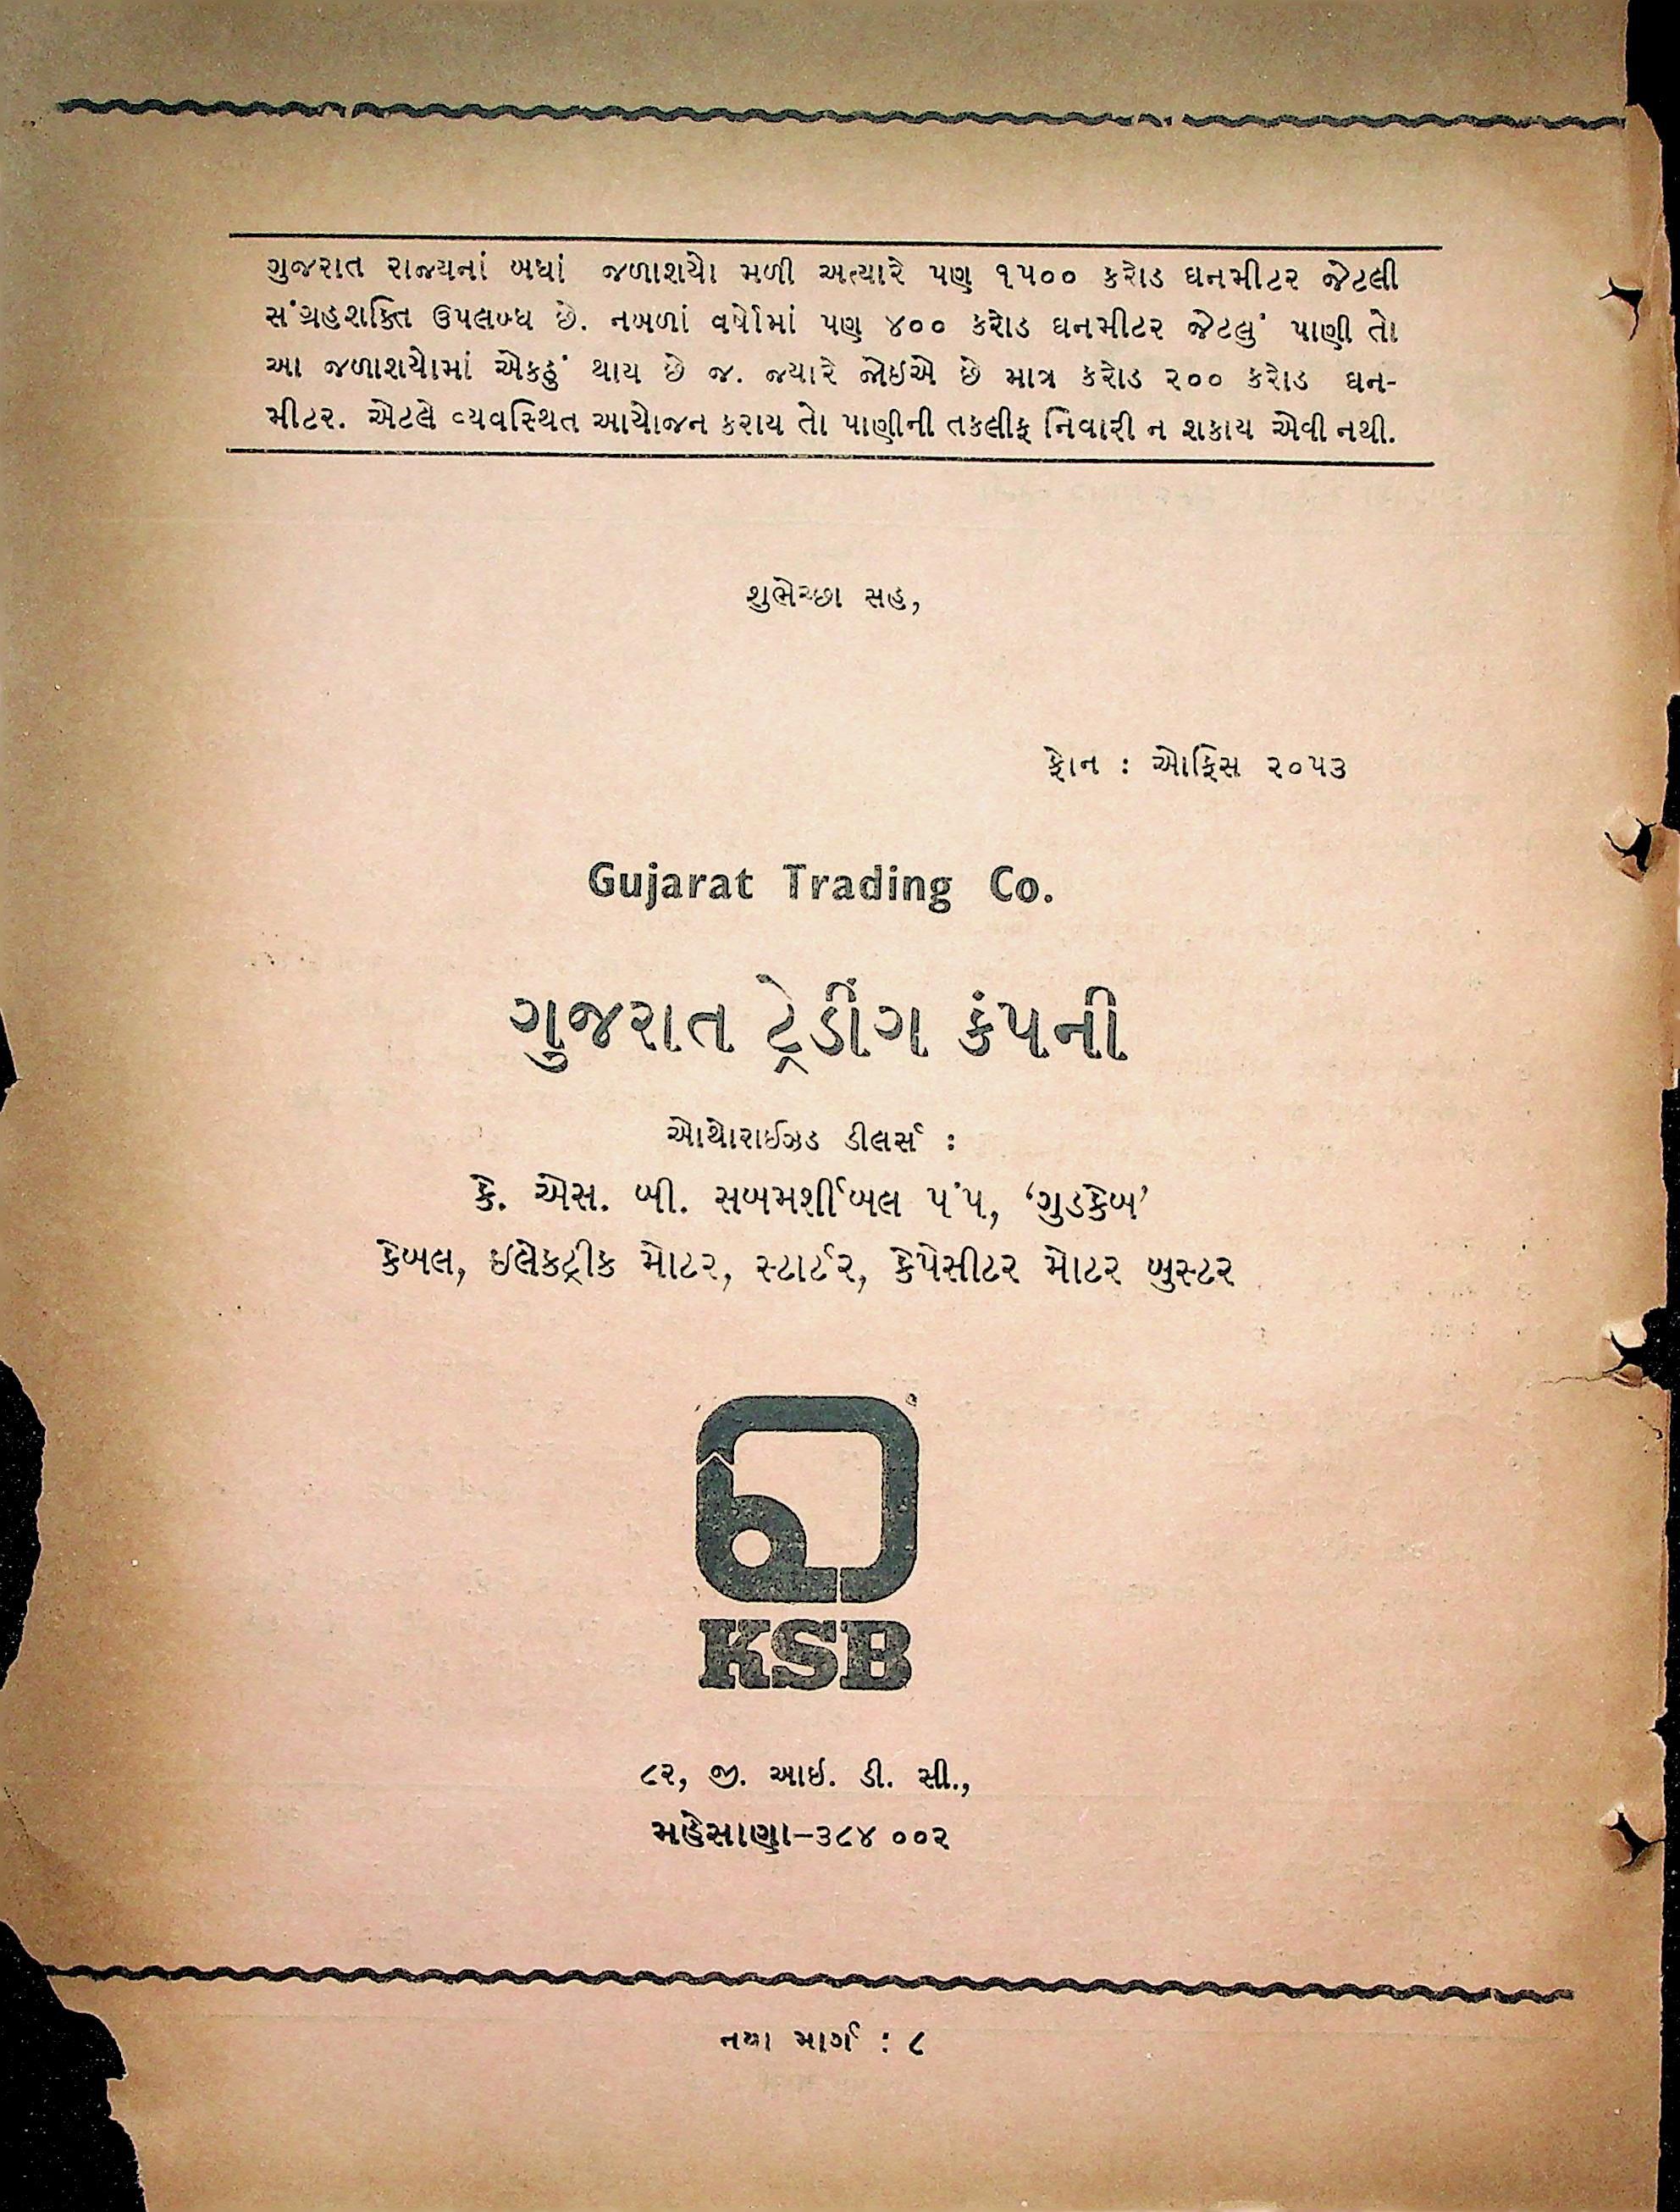 ગુજરાત રાજ્યનાં બધાં જળાશયો મળી અત્યારે પણ ૧૫૦૦ કરોડ ઘનમીટર જેટલી
સંગ્રહશક્તિ ઉપલબ્ધ છે. નબળાં વર્ષોમાં પણ ૪૦૦ કરોડ ઘનમીટર જેટલું પાણી તો
આ જળાશયોમાં એકઠું થાય છે જ. જ્યારે જોઈએ છે માત્ર કરોડ ૨૦૦ કરોડ ઘન-
મીટર. એટલે વ્યવસ્થિત આયોજન કરાય તો પાણીની તકલીફ નિવારી ન શકાય એવી નથી.
શુભેચ્છા સહ,
ફોન : ઓફિસ ૨૦૫૩
Gujarat Trading Co.
ગુજરાત ટ્રેડીંગ કંપની
ઓથોરાઈઝડ ડીલર્સ :
કે. એસ. બી. સબમર્શીબલ પંપ, ‘ગુડકેબ’
કેબલ, ઈલેકટ્રીક મોટર, સ્ટાર્ટર, કેપેસીટર મોટર બુસ્ટર
KSB
૮૨, જી. આઈ. ડી. સી.,
મહેસાણા–૩૮૪ ૦૦૨
નયા માર્ગ : ૮